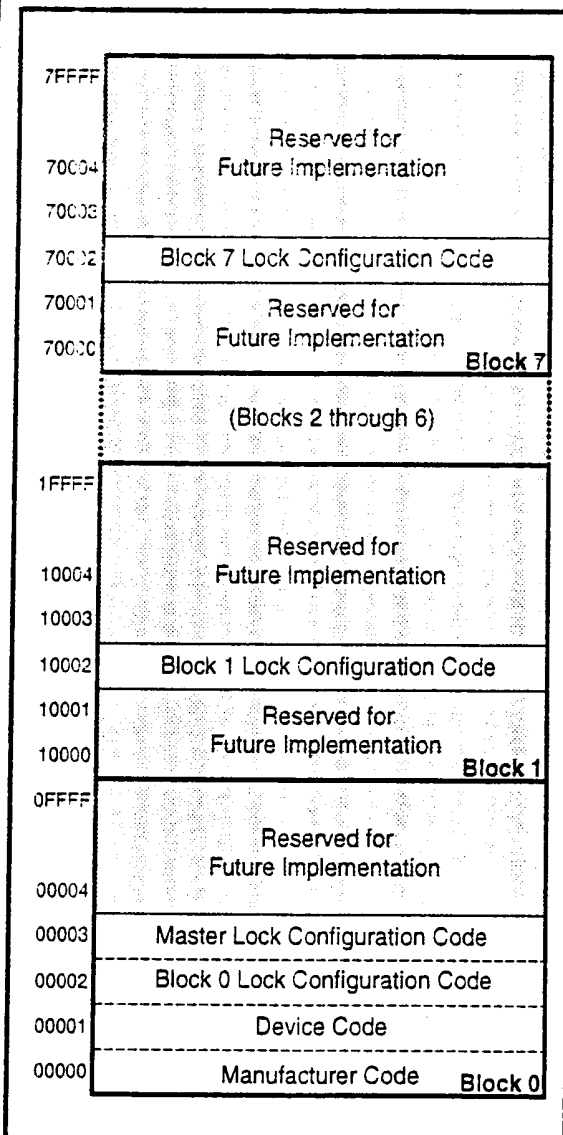 7FFFF
Reserved for
Future Implementation
70004
70003
70002 Block 7 Lock Configuration Code
70001
Reserved for
Future Implementation
70000
Block 7
(Blocks 2 through 6)
1FFFF
Reserved for
Future Implementation
10004
10003
10002 Block 1 Lock Configuration Code
10001
Reserved for
Future Implementation
10000
Block 1
0FFFF
Reserved for
Future Implementation
00004
00003 Master Lock Configuration Code
00002 Block 0 Lock Configuration Code
00001 Device Code
00000 Manufacturer Code Block 0